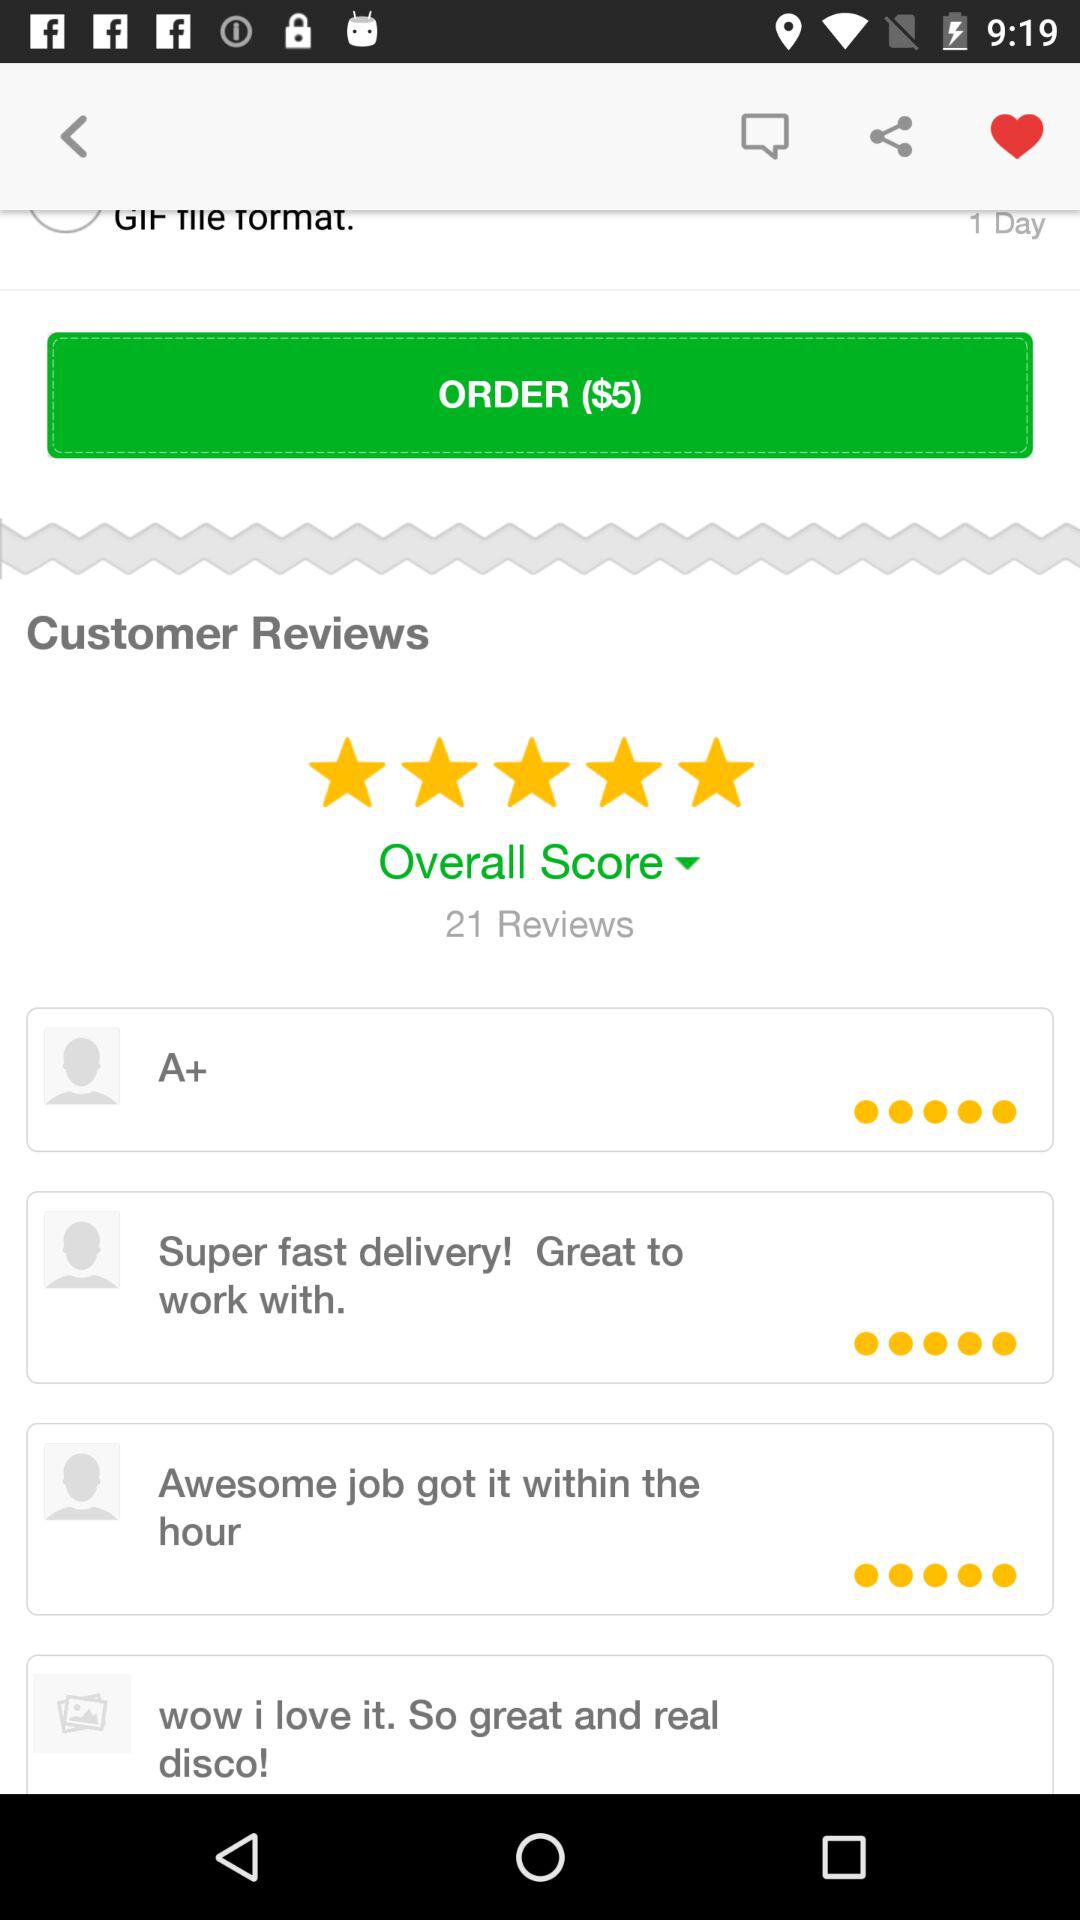 9:19
GIF file format.
1 Day
ORDER ($5)
Customer Reviews
Overall Score
21 Reviews
A+
Super fast delivery!  Great to
work with.
Awesome job got it within the
hour
wow i love it. So great and real
disco!